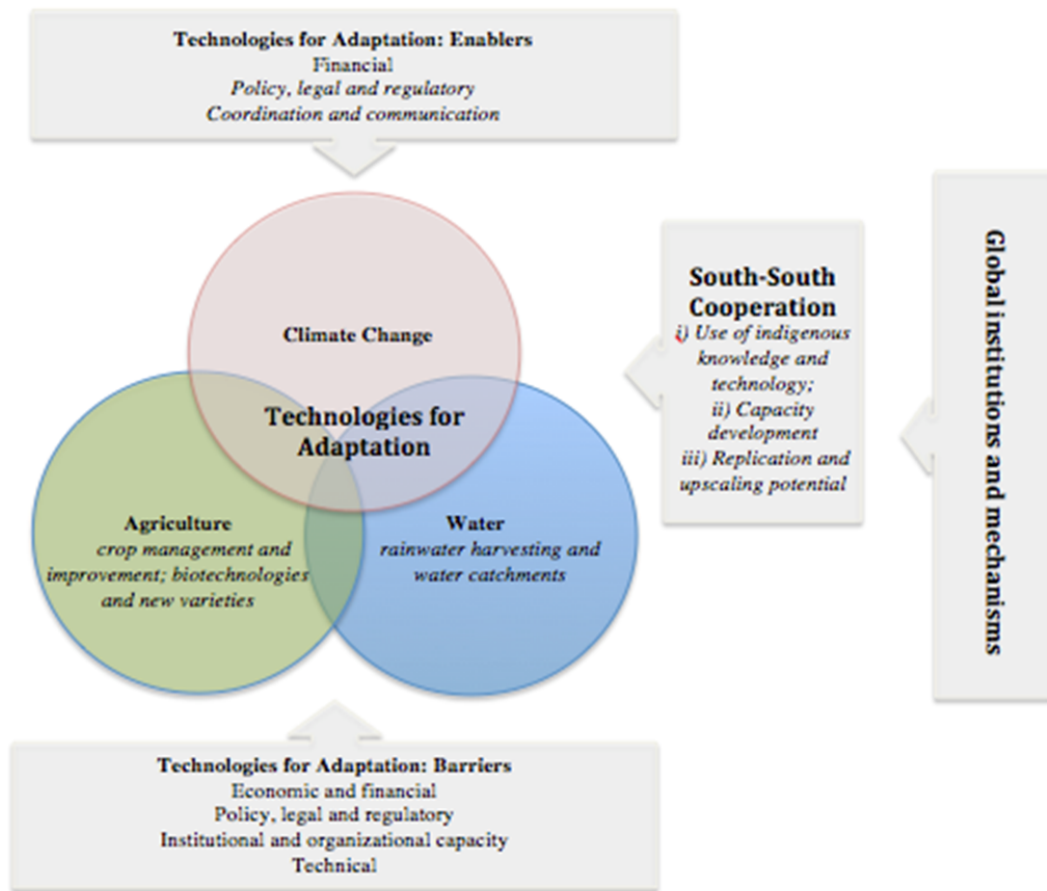 Technologies for Adaptation: Enablers
Financial
Policy, legal and regulatory
Coordination and communication
Climate Change
Technologies for
Adaptation
Agriculture
crop management and
improvement; biotechnologies
and new varieties
Water
rainwater harvesting and
water catchments
South-South
Cooperation
i) Use of indigenous
knowledge and
technology;
ii) Capacity
development
iii) Replication and
upscaling potential
Global institutions and mechanisms
Technologies for Adaptation: Barriers
Economic and financial
Policy, legal and regulatory
Institutional and organizational capacity
Technical